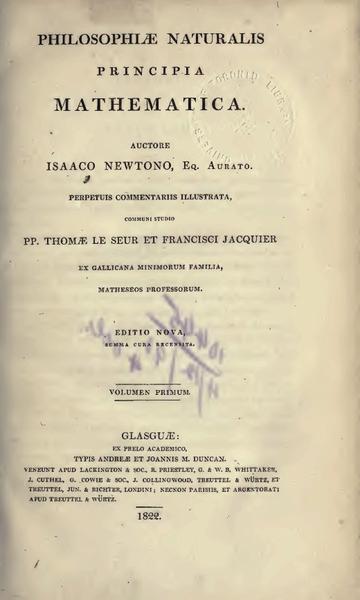 PHILOSOPHIÆ NATURALIS
PRINCIPIA
MATHEMATICA.
AUCTORE
ISAACO NEWTONO, Eq. Aurato.
PERPETUIS COMMENTARIIS ILLUSTRATA,
COMMUNI STUDIO
PP. THOMÆ LE SEUR ET FRANCISCI JACQUIER
EX GALLICANA MINIMORUM FAMILIA,
MATHESEOS PROFESSORUM.
EDITIO NOVA,
SUMMA CURA RECENSITA.
VOLUMEN PRIMUM.
GLASGUÆ:
EX PRELO ACADEMICO,
TYPIS ANDREÆ ET JOANNIS M. DUNCAN.
VENEUNT APUD LACKINGTON & SOC., R. PRIESTLEY, G. & W. B. WHITTAKER,
J. CUTHEL, G. COWIE & SOC., J. COLLINGWOOD, TREUTTEL & WÜRTZ, ET
TREUTTEL, JUN. & RICHTER, LONDINI; NECNON PARISIIS, ET ARGENTORATI
APUD TREUTTEL & WÜRTZ.
1822.